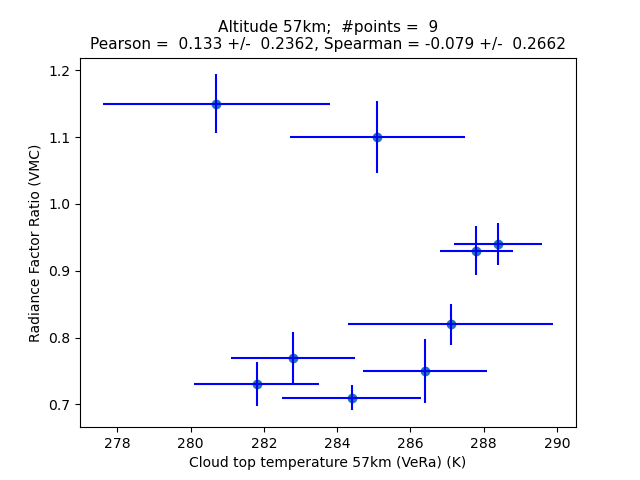 Altitude 57km;  #points =  9
Pearson =  0.133 +/-  0.2362, Spearman = -0.079 +/-  0.2662
1.2
1.1
1.0
0.9
0.8
0.7
Radiance Factor Ratio (VMC)
278 280 282 284 286 288 290
Cloud top temperature 57km (VeRa) (K)